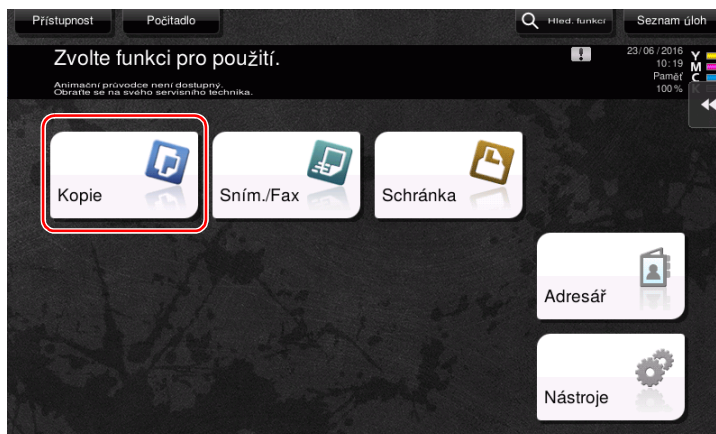 Přístupnost
Počitadlo
Hled. funkcí
Seznam úloh
Zvolte funkci pro použití.
Animační průvodce není dostupný.
Obraťte se na svého servisního technika.
23/06/2016
10:19
Paměť
100%
Y
M
C
K
Kopie
Sním./Fax
Schránka
Adresář
Nástroje